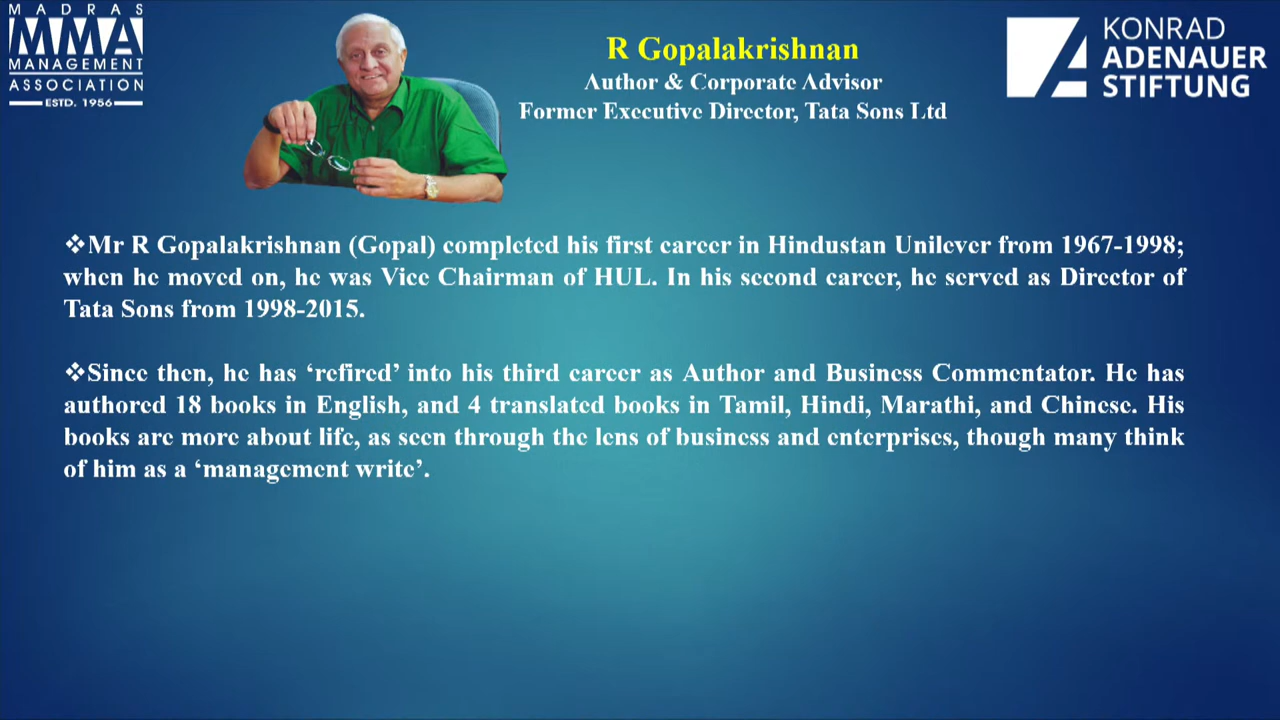 MADRAS
MMA
MANAGEMENT
ASSOCIATION
ESTD. 1956
R Gopalakrishnan
Author & Corporate Advisor
Former Executive Director, Tata Sons Ltd
KONRAD
ADENAUER
STIFTUNG
❖Mr R Gopalakrishnan (Gopal) completed his first career in Hindustan Unilever from 1967-1998;
when he moved on, he was Vice Chairman of HUL. In his second career, he served as Director of
Tata Sons from 1998-2015.
❖Since then, he has ‘refired’ into his third career as Author and Business Commentator. He has
authored 18 books in English, and 4 translated books in Tamil, Hindi, Marathi, and Chinese. His
books are more about life, as seen through the lens of business and enterprises, though many think
of him as a ‘management write’.